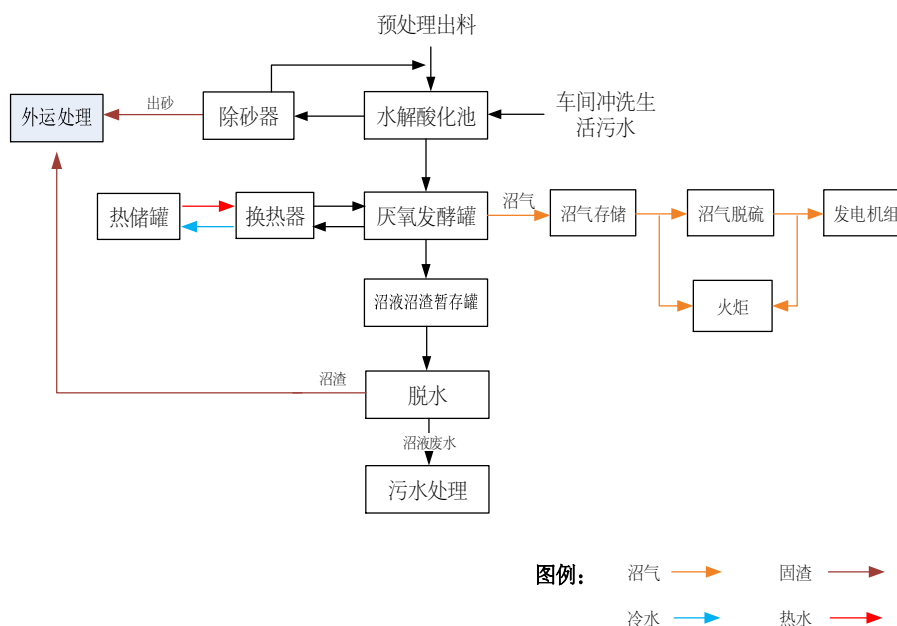 预处理出料
外运处理
出砂
除砂器
水解酸化池
车间冲洗生
活污水
热储罐
换热器
厌氧发酵罐
沼气
沼气存储
沼气脱硫
发电机组
沼液沼渣暂存罐
火炬
沼渣
脱水
沼液废水
污水处理
图例：
沼气
固渣
冷水
热水